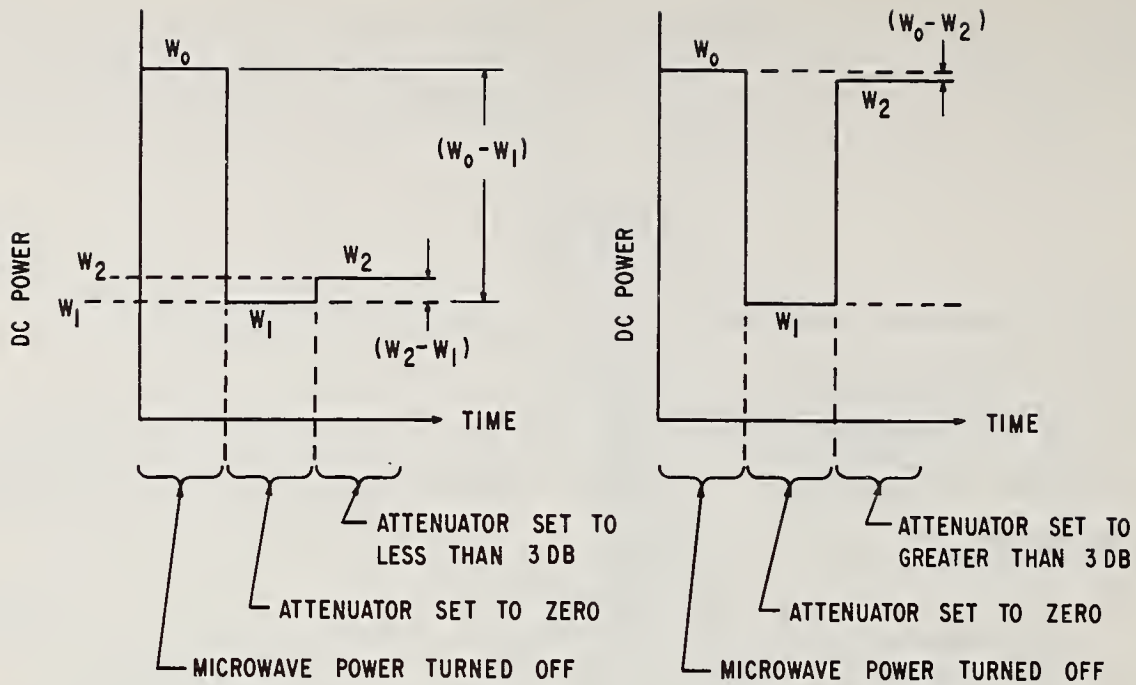 W₀
(W₀-W₁)
W₂
W₂
W₁
W₁
(W₂-W₁)
DC POWER
TIME
ATTENUATOR SET TO
LESS THAN 3 DB
ATTENUATOR SET TO ZERO
MICROWAVE POWER TURNED OFF
(W₀-W₂)
W₀
W₂
W₁
DC POWER
TIME
ATTENUATOR SET TO
GREATER THAN 3 DB
ATTENUATOR SET TO ZERO
MICROWAVE POWER TURNED OFF